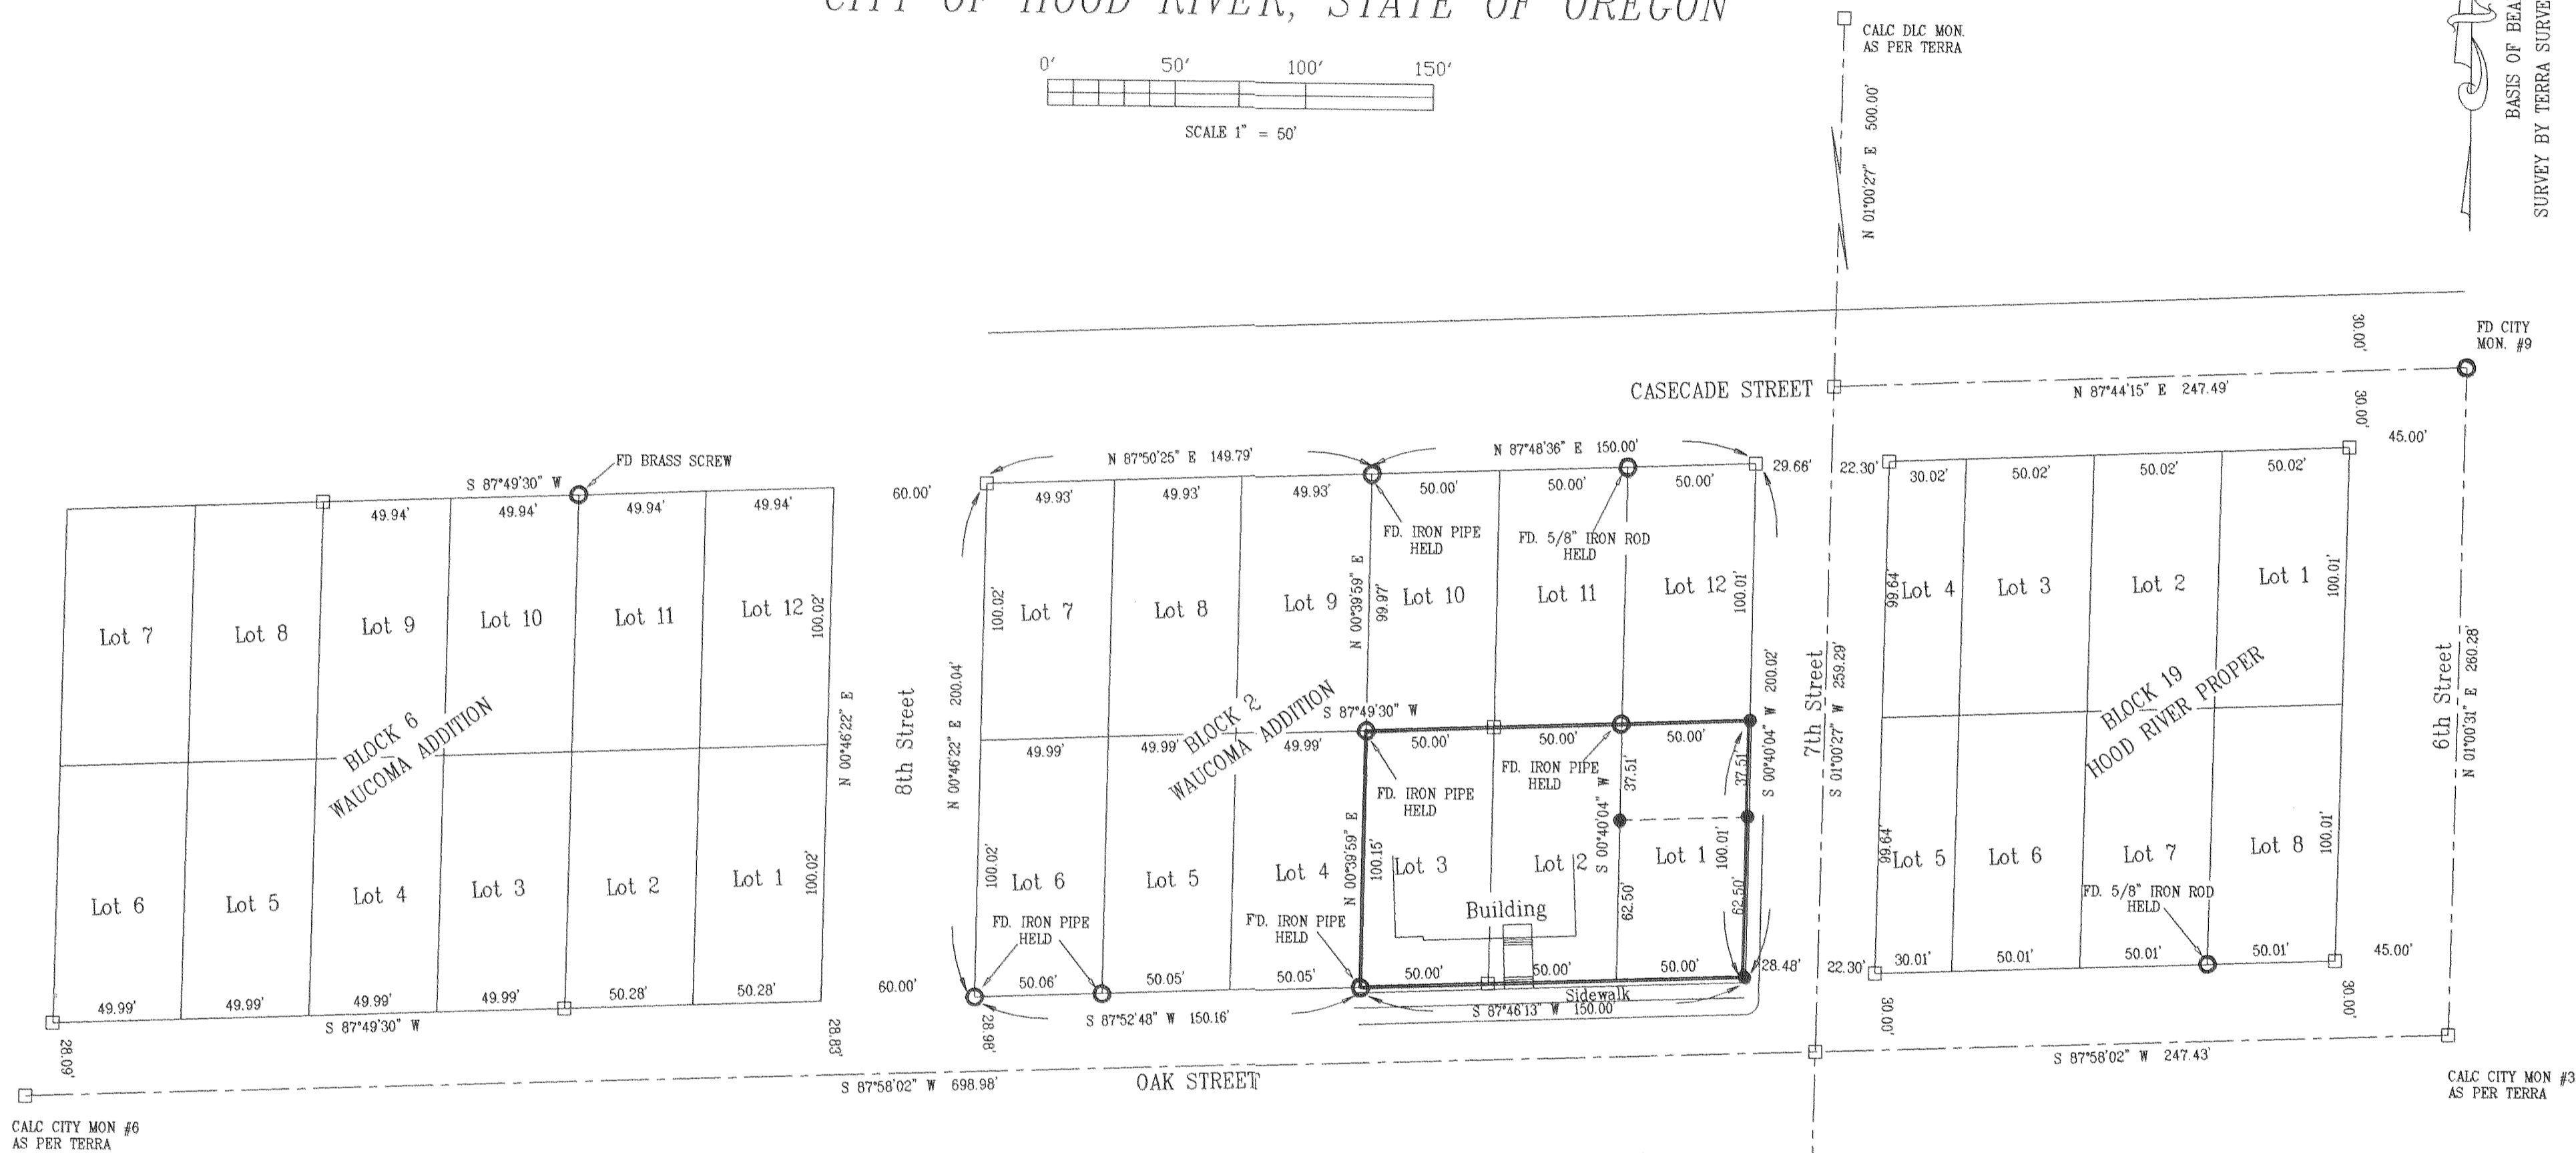 CITY OF HOOD RIVER, STATE OF OREGON
0' 50' 100' 150'
SCALE 1" = 50'
CALC DLC MON.
AS PER TERRA
N 01°00'27" E 500.00'
BASIS OF BEA
SURVEY BY TERRA SURVE
FD CITY
MON. #9
30.00'
CASECADE STREET
N 87°44'15" E 247.49'
30.00'
45.00'
FD BRASS SCREW
S 87°49'30" W
49.94' 49.94' 49.94' 49.94'
60.00'
N 87°50'25" E 149.79'
N 87°48'36" E 150.00'
49.93' 49.93' 49.93' 50.00' 50.00' 50.00'
29.66'
22.30'
30.02' 50.02' 50.02' 50.02'
FD. IRON PIPE
HELD
FD. 5/8" IRON ROD
HELD
Lot 7 Lot 8 Lot 9 Lot 10 Lot 11 Lot 12
100.02'
BLOCK 6
WAUCOMA ADDITION
N 00°46'22" E
8th Street
N 00°46'22" E 200.04'
100.02'
Lot 7 Lot 8 Lot 9 Lot 10 Lot 11 Lot 12
N 00°39'59" E
99.97'
100.01'
BLOCK 2
WAUCOMA ADDITION
S 87°49'30" W
49.99' 49.99' 49.99' 50.00' 50.00' 50.00'
FD. IRON PIPE
HELD
FD. IRON PIPE
HELD
S 00°40'04" W
37.51'
37.51'
S 00°40'04" W 200.02'
7th Street
S 01°00'27" W 259.29'
99.64'
Lot 4 Lot 3 Lot 2 Lot 1
100.01'
BLOCK 19
HOOD RIVER PROPER
6th Street
N 01°00'31" E 260.28'
Lot 6 Lot 5 Lot 4 Lot 3 Lot 2 Lot 1
100.02'
100.02'
Lot 6 Lot 5 Lot 4 Lot 3 Lot 2 Lot 1
N 00°39'59" E
100.15'
100.01'
62.50'
62.50'
Building
99.64'
Lot 5 Lot 6 Lot 7 Lot 8
100.01'
FD. 5/8" IRON ROD
HELD
FD. IRON PIPE
HELD
FD. IRON PIPE
HELD
49.99' 49.99' 49.99' 49.99' 50.28' 50.28'
S 87°49'30" W
60.00'
50.06' 50.05' 50.05' 50.00' 50.00' 50.00'
28.48'
22.30'
30.01' 50.01' 50.01' 50.01'
45.00'
Sidewalk
S 87°52'48" W 150.16'
S 87°46'13" W 150.00'
28.09'
28.83'
28.98'
30.00'
30.00'
S 87°58'02" W 698.98'
OAK STREET
S 87°58'02" W 247.43'
CALC CITY MON #6
AS PER TERRA
CALC CITY MON #3
AS PER TERRA